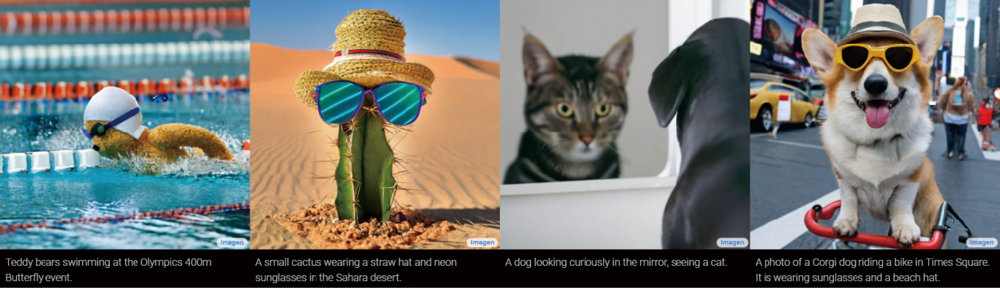 Imagen
Imagen
Imagen
Imagen
Teddy bears swimming at the Olympics 400m
Butterfly event.
A small cactus wearing a straw hat and neon
sunglasses in the Sahara desert.
A dog looking curiously in the mirror, seeing a cat.
A photo of a Corgi dog riding a bike in Times Square.
It is wearing sunglasses and a beach hat.